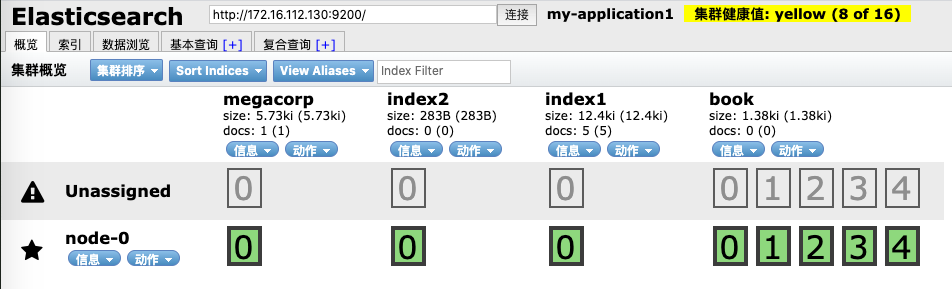 Elasticsearch http://172.16.112.130:9200/ 连接 my-application1 集群健康值: yellow (8 of 16)
概览 索引 数据浏览 基本查询 [+] 复合查询 [+]
集群概览 集群排序 Sort Indices View Aliases Index Filter
megacorp index2 index1 book
size: 5.73ki (5.73ki) size: 283B (283B) size: 12.4ki (12.4ki) size: 1.38ki (1.38ki)
docs: 1 (1) docs: 0 (0) docs: 5 (5) docs: 0 (0)
信息 动作 信息 动作 信息 动作 信息 动作
Unassigned 0 0 0 0 1 2 3 4
node-0 0 0 0 0 1 2 3 4
信息 动作